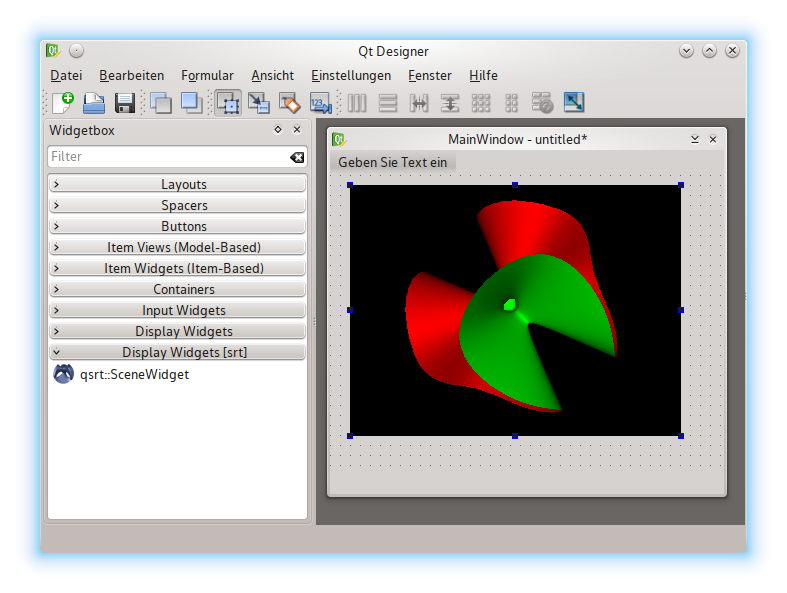 Qt Designer
Datei Bearbeiten Formular Ansicht Einstellungen Fenster Hilfe
123
Widgetbox
Filter
Layouts
Spacers
Buttons
Item Views (Model-Based)
Item Widgets (Item-Based)
Containers
Input Widgets
Display Widgets
Display Widgets [srt]
qsrt::SceneWidget
MainWindow - untitled*
Geben Sie Text ein